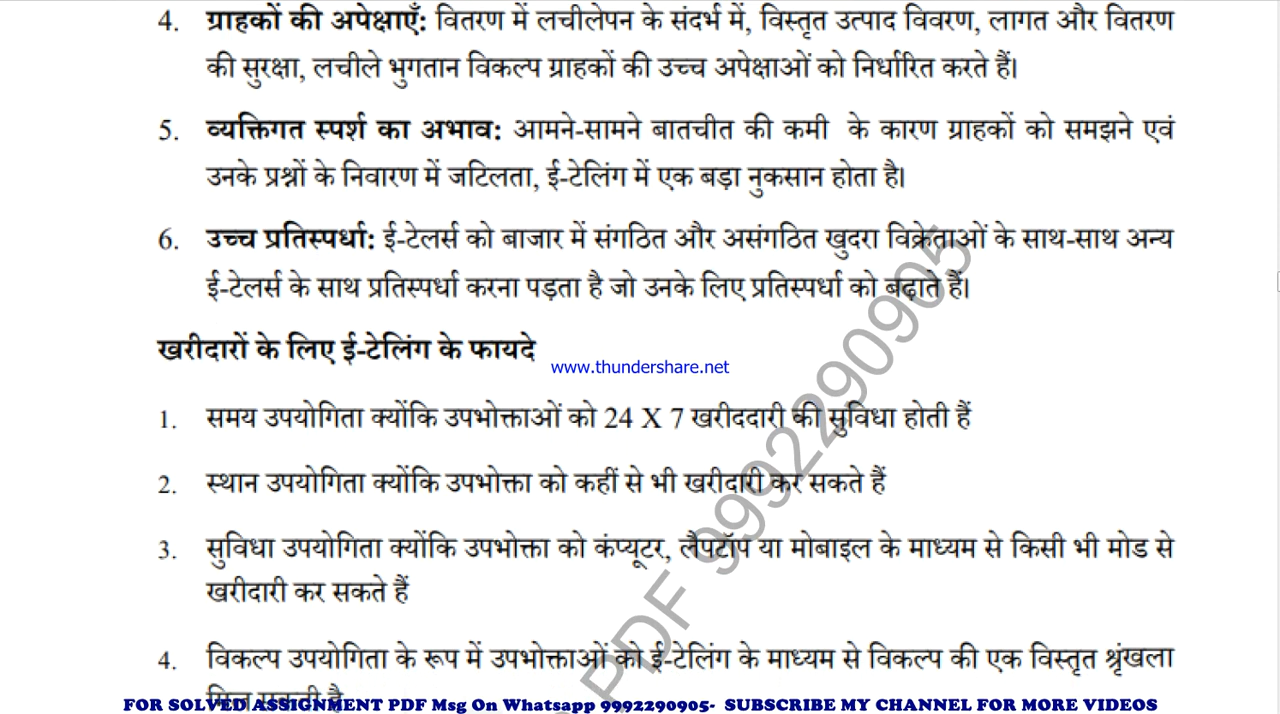 4. ग्राहकों की अपेक्षाएँ: वितरण में लचीलेपन के संदर्भ में, विस्तृत उत्पाद विवरण, लागत और वितरण
की सुरक्षा, लचीले भुगतान विकल्प ग्राहकों की उच्च अपेक्षाओं को निर्धारित करते हैं।
5. व्यक्तिगत स्पर्श का अभाव: आमने-सामने बातचीत की कमी के कारण ग्राहकों को समझने एवं
उनके प्रश्नों के निवारण में जटिलता, ई-टेलिंग में एक बड़ा नुकसान होता है।
6. उच्च प्रतिस्पर्धा: ई-टेलर्स को बाजार में संगठित और असंगठित खुदरा विक्रेताओं के साथ-साथ अन्य
ई-टेलर्स के साथ प्रतिस्पर्धा करना पड़ता है जो उनके लिए प्रतिस्पर्धा को बढ़ाते हैं।
खरीदारों के लिए ई-टेलिंग के फायदे
www.thundershare.net
1. समय उपयोगिता क्योंकि उपभोक्ताओं को 24 X 7 खरीददारी की सुविधा होती हैं
2. स्थान उपयोगिता क्योंकि उपभोक्ता को कहीं से भी खरीदारी कर सकते हैं
3. सुविधा उपयोगिता क्योंकि उपभोक्ता को कंप्यूटर, लैपटॉप या मोबाइल के माध्यम से किसी भी मोड से
खरीदारी कर सकते हैं
4. विकल्प उपयोगिता के रूप में उपभोक्ताओं को ई-टेलिंग के माध्यम से विकल्प की एक विस्तृत श्रृंखला
PDF 9992290905
FOR SOLVED ASSIGNMENT PDF Msg On Whatsapp 9992290905- SUBSCRIBE MY CHANNEL FOR MORE VIDEOS